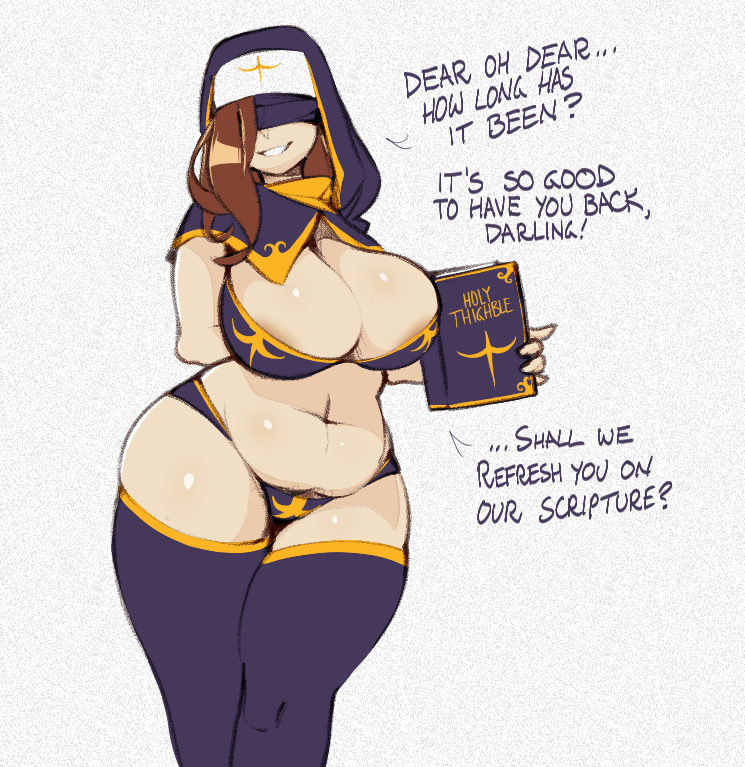 DEAR OH DEAR...
HOW LONG HAS
IT BEEN?
IT'S SO GOOD
TO HAVE YOU BACK,
DARLING!
HOLY
THIGHBLE
...SHALL WE
REFRESH YOU ON
OUR SCRIPTURE?